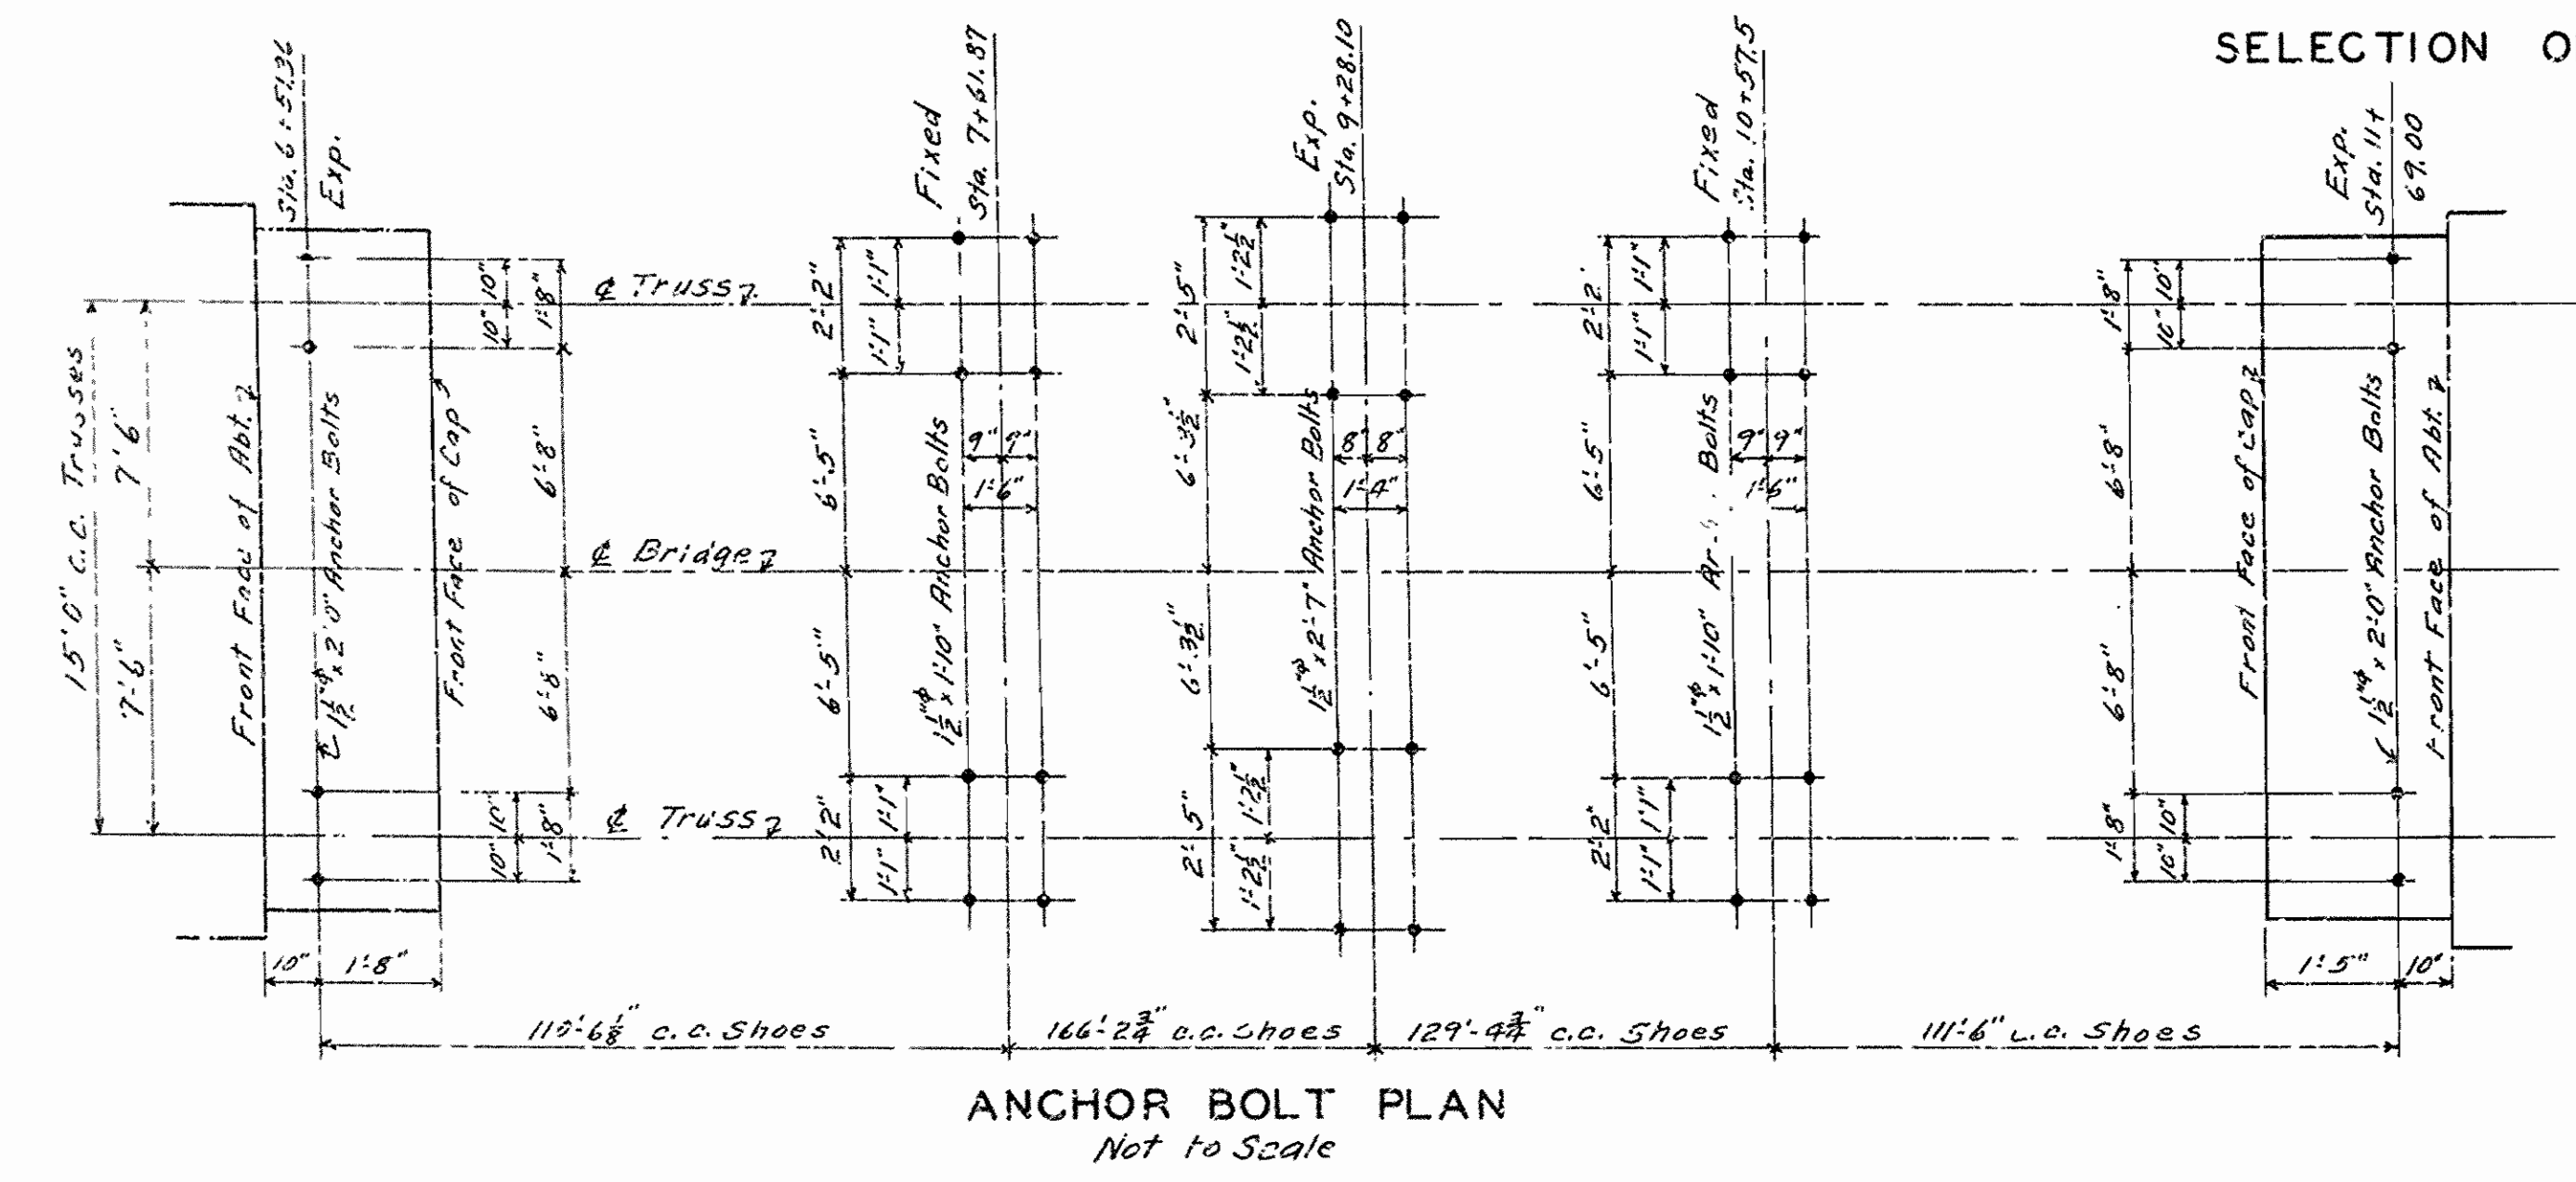 SELECTION O
Sta. 6+51.36
Exp.
Fixed
Sta. 7+61.87
Exp.
Sta. 9+28.10
Fixed
Sta. 10+57.5
Exp.
Sta. 11+
69.00
15'0" c.c. Trusses
7'6"
7'-6"
Front Face of Abt.
1½"φ x 2'0" Anchor Bolts
Front Face of Cap
10" 10"
1'-8"
6'-8"
6'-8"
10" 10"
1'-8"
10" 1'-8"
℄ Truss
℄ Bridge
℄ Truss
2'-2"
1'-1" 1'-1"
6'-5"
6'-5"
2'-2"
1'-1" 1'-1"
1½"φ x 1'-10" Anchor Bolts
9" 9"
1'-6"
2'-5"
1'-2½" 1'-2½"
6'-3½"
6'-3½"
2'-5"
1'-2½" 1'-2½"
1½"φ x 2'-7" Anchor Bolts
8" 8"
1'-4"
2'-2"
1'-1" 1'-1"
6'-5"
6'-5"
2'-2"
1'-1" 1'-1"
1½"φ x 1'-10" Bolts
9" 9"
1'-6"
1'-8"
10" 10"
6'-8"
6'-8"
1'-8"
10" 10"
Front Face of Cap
1½"φ x 2'-0" Anchor Bolts
Front Face of Abt.
1'-5" 10"
110'-6⅛" c.c. Shoes
166'-2¾" c.c. Shoes
129'-4¾" c.c. Shoes
111'-6" c.c. Shoes
ANCHOR BOLT PLAN
Not to Scale